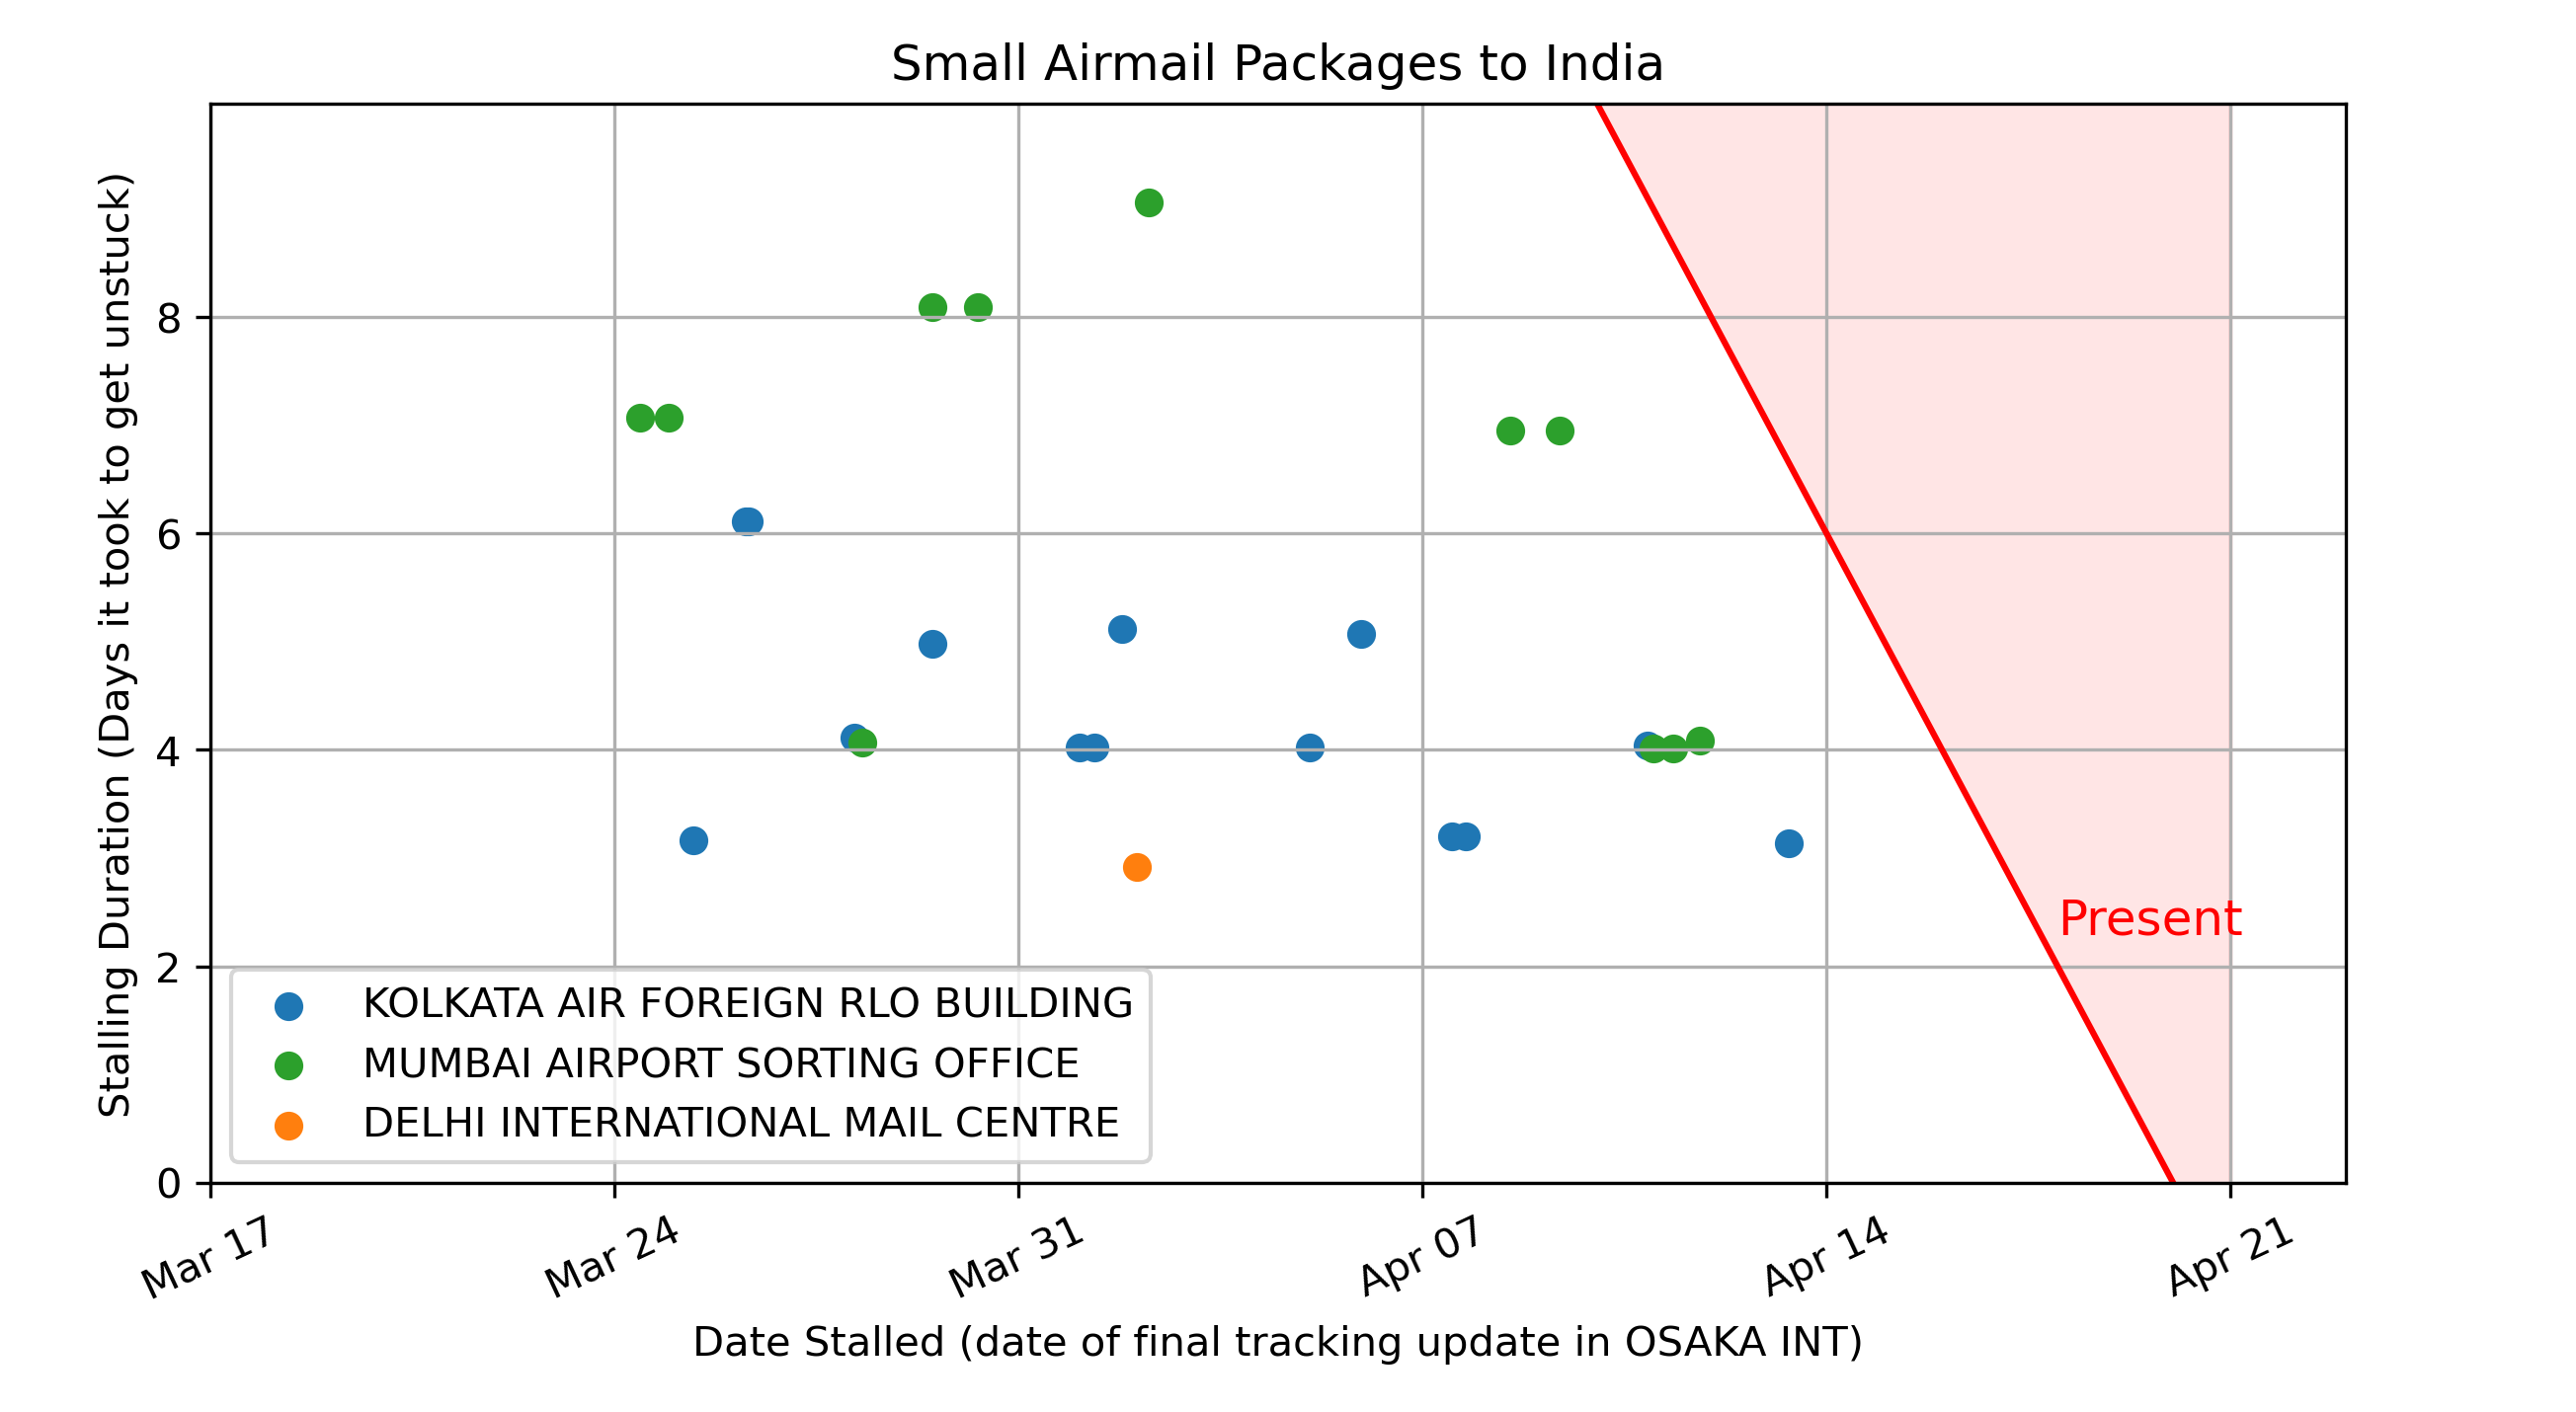 Small Airmail Packages to India
Stalling Duration (Days it took to get unstuck)
8
6
4
2
0
Present
KOLKATA AIR FOREIGN RLO BUILDING
MUMBAI AIRPORT SORTING OFFICE
DELHI INTERNATIONAL MAIL CENTRE
Mar 17
Mar 24
Mar 31
Apr 07
Apr 14
Apr 21
Date Stalled (date of final tracking update in OSAKA INT)